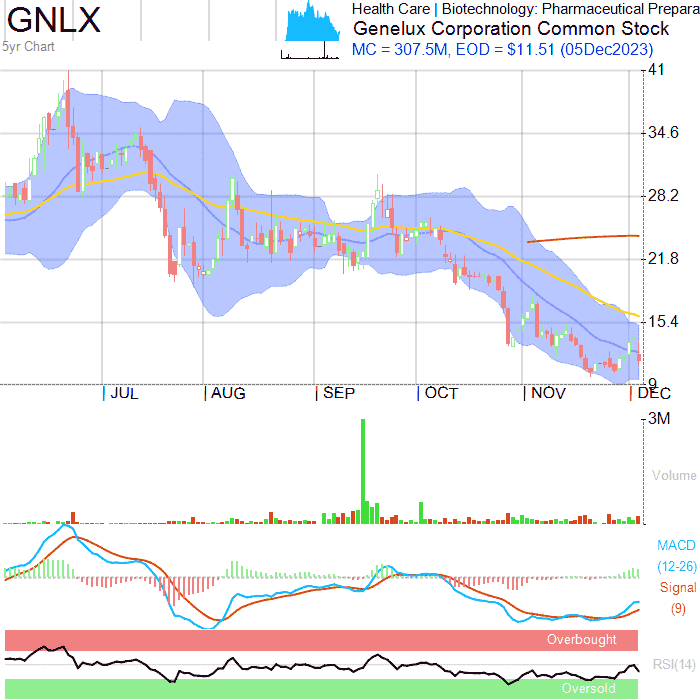 GNLX
5yr Chart
Health Care | Biotechnology: Pharmaceutical Prepara
Genelux Corporation Common Stock
MC = 307.5M, EOD = $11.51 (05Dec2023)
41
34.6
28.2
21.8
15.4
9
JUL AUG SEP OCT NOV DEC
3M
Volume
MACD
(12-26)
Signal
(9)
Overbought
RSI(14)
Oversold